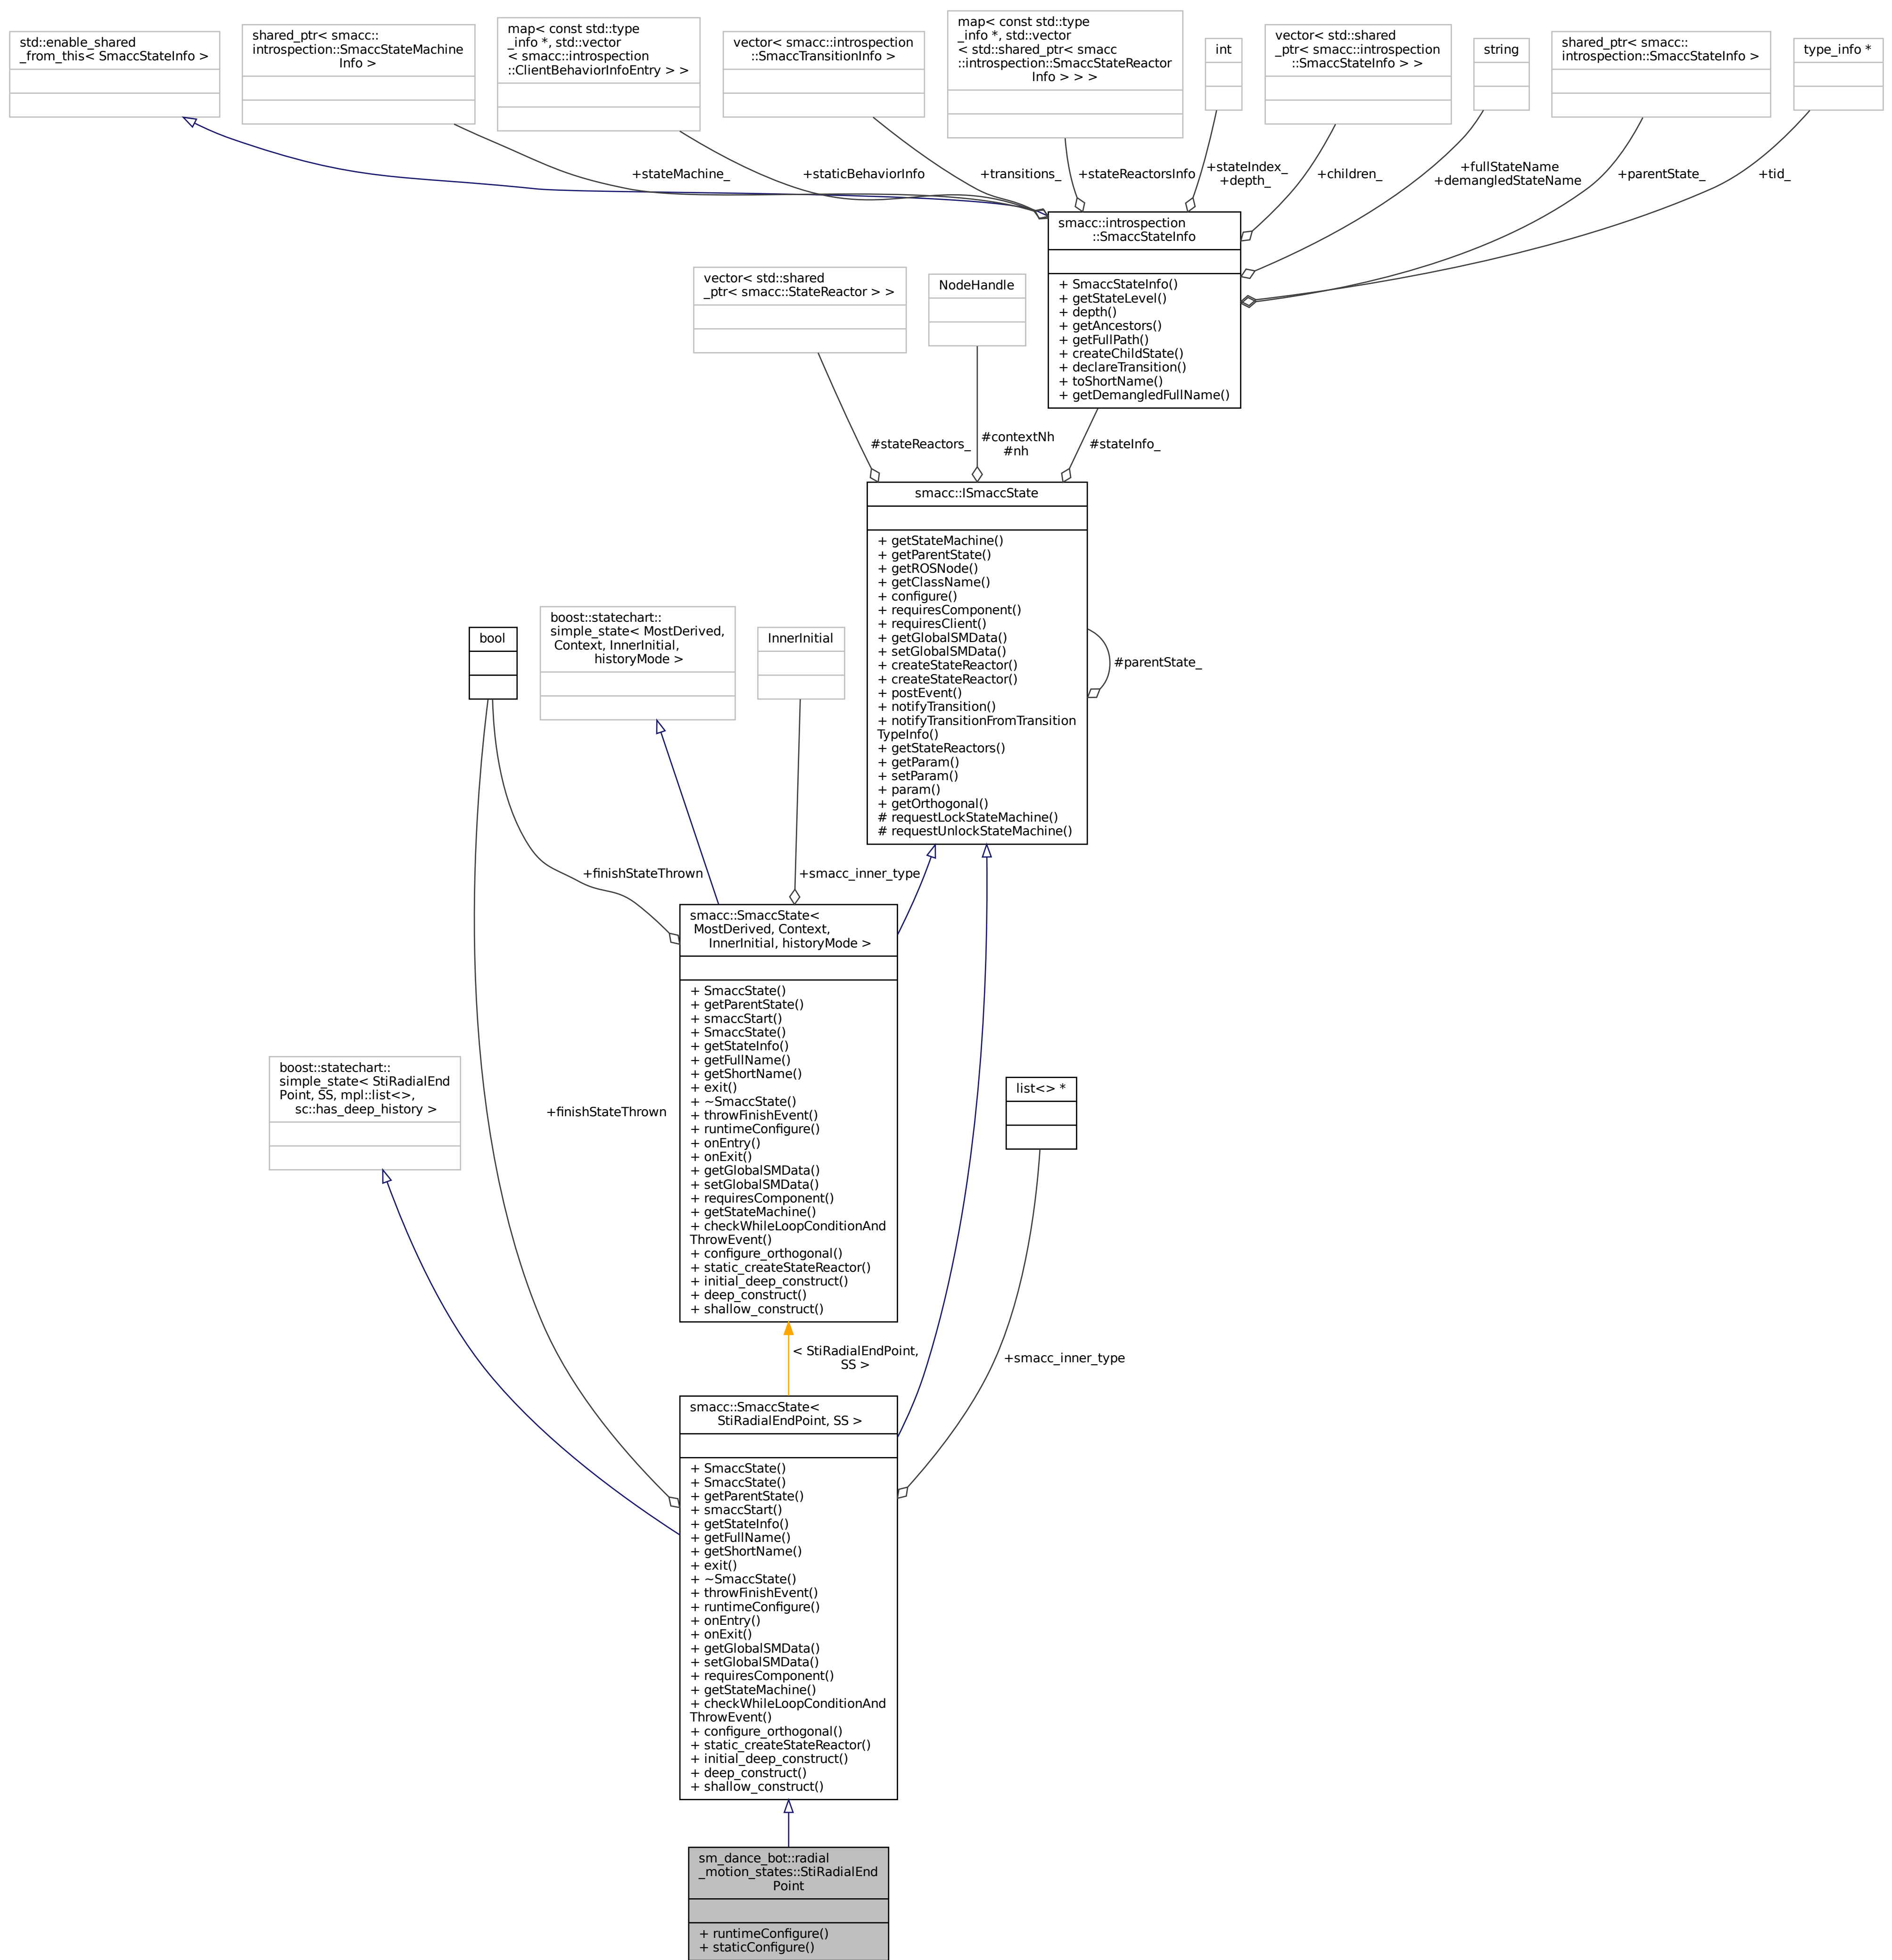 std::enable_shared
_from_this< SmaccStateInfo >
shared_ptr< smacc::
introspection::SmaccStateMachine
Info >
map< const std::type
_info *, std::vector
< smacc::introspection
::ClientBehaviorInfoEntry > >
vector< smacc::introspection
::SmaccTransitionInfo >
map< const std::type
_info *, std::vector
< std::shared_ptr< smacc
::introspection::SmaccStateReactor
Info > > >
int
vector< std::shared
_ptr< smacc::introspection
::SmaccStateInfo > >
string
shared_ptr< smacc::
introspection::SmaccStateInfo >
type_info *
+stateMachine_
+staticBehaviorInfo
+transitions_
+stateReactorsInfo
+stateIndex_
+depth_
+children_
+fullStateName
+demangledStateName
+parentState_
+tid_
smacc::introspection
::SmaccStateInfo
+ SmaccStateInfo()
+ getStateLevel()
+ depth()
+ getAncestors()
+ getFullPath()
+ createChildState()
+ declareTransition()
+ toShortName()
+ getDemangledFullName()
vector< std::shared
_ptr< smacc::StateReactor > >
NodeHandle
#stateReactors_
#contextNh
#nh
#stateInfo_
smacc::ISmaccState
+ getStateMachine()
+ getParentState()
+ getROSNode()
+ getClassName()
+ configure()
+ requiresComponent()
+ requiresClient()
+ getGlobalSMData()
+ setGlobalSMData()
+ createStateReactor()
+ createStateReactor()
+ postEvent()
+ notifyTransition()
+ notifyTransitionFromTransition
TypeInfo()
+ getStateReactors()
+ getParam()
+ setParam()
+ param()
+ getOrthogonal()
# requestLockStateMachine()
# requestUnlockStateMachine()
#parentState_
bool
boost::statechart::
simple_state< MostDerived,
Context, InnerInitial,
historyMode >
InnerInitial
+finishStateThrown
+smacc_inner_type
smacc::SmaccState<
MostDerived, Context,
InnerInitial, historyMode >
+ SmaccState()
+ getParentState()
+ smaccStart()
+ SmaccState()
+ getStateInfo()
+ getFullName()
+ getShortName()
+ exit()
+ ~SmaccState()
+ throwFinishEvent()
+ runtimeConfigure()
+ onEntry()
+ onExit()
+ getGlobalSMData()
+ setGlobalSMData()
+ requiresComponent()
+ getStateMachine()
+ checkWhileLoopConditionAnd
ThrowEvent()
+ configure_orthogonal()
+ static_createStateReactor()
+ initial_deep_construct()
+ deep_construct()
+ shallow_construct()
boost::statechart::
simple_state< StiRadialEnd
Point, SS, mpl::list<>,
sc::has_deep_history >
+finishStateThrown
list<> *
< StiRadialEndPoint,
SS >
+smacc_inner_type
smacc::SmaccState<
StiRadialEndPoint, SS >
+ SmaccState()
+ SmaccState()
+ getParentState()
+ smaccStart()
+ getStateInfo()
+ getFullName()
+ getShortName()
+ exit()
+ ~SmaccState()
+ throwFinishEvent()
+ runtimeConfigure()
+ onEntry()
+ onExit()
+ getGlobalSMData()
+ setGlobalSMData()
+ requiresComponent()
+ getStateMachine()
+ checkWhileLoopConditionAnd
ThrowEvent()
+ configure_orthogonal()
+ static_createStateReactor()
+ initial_deep_construct()
+ deep_construct()
+ shallow_construct()
sm_dance_bot::radial
_motion_states::StiRadialEnd
Point
+ runtimeConfigure()
+ staticConfigure()